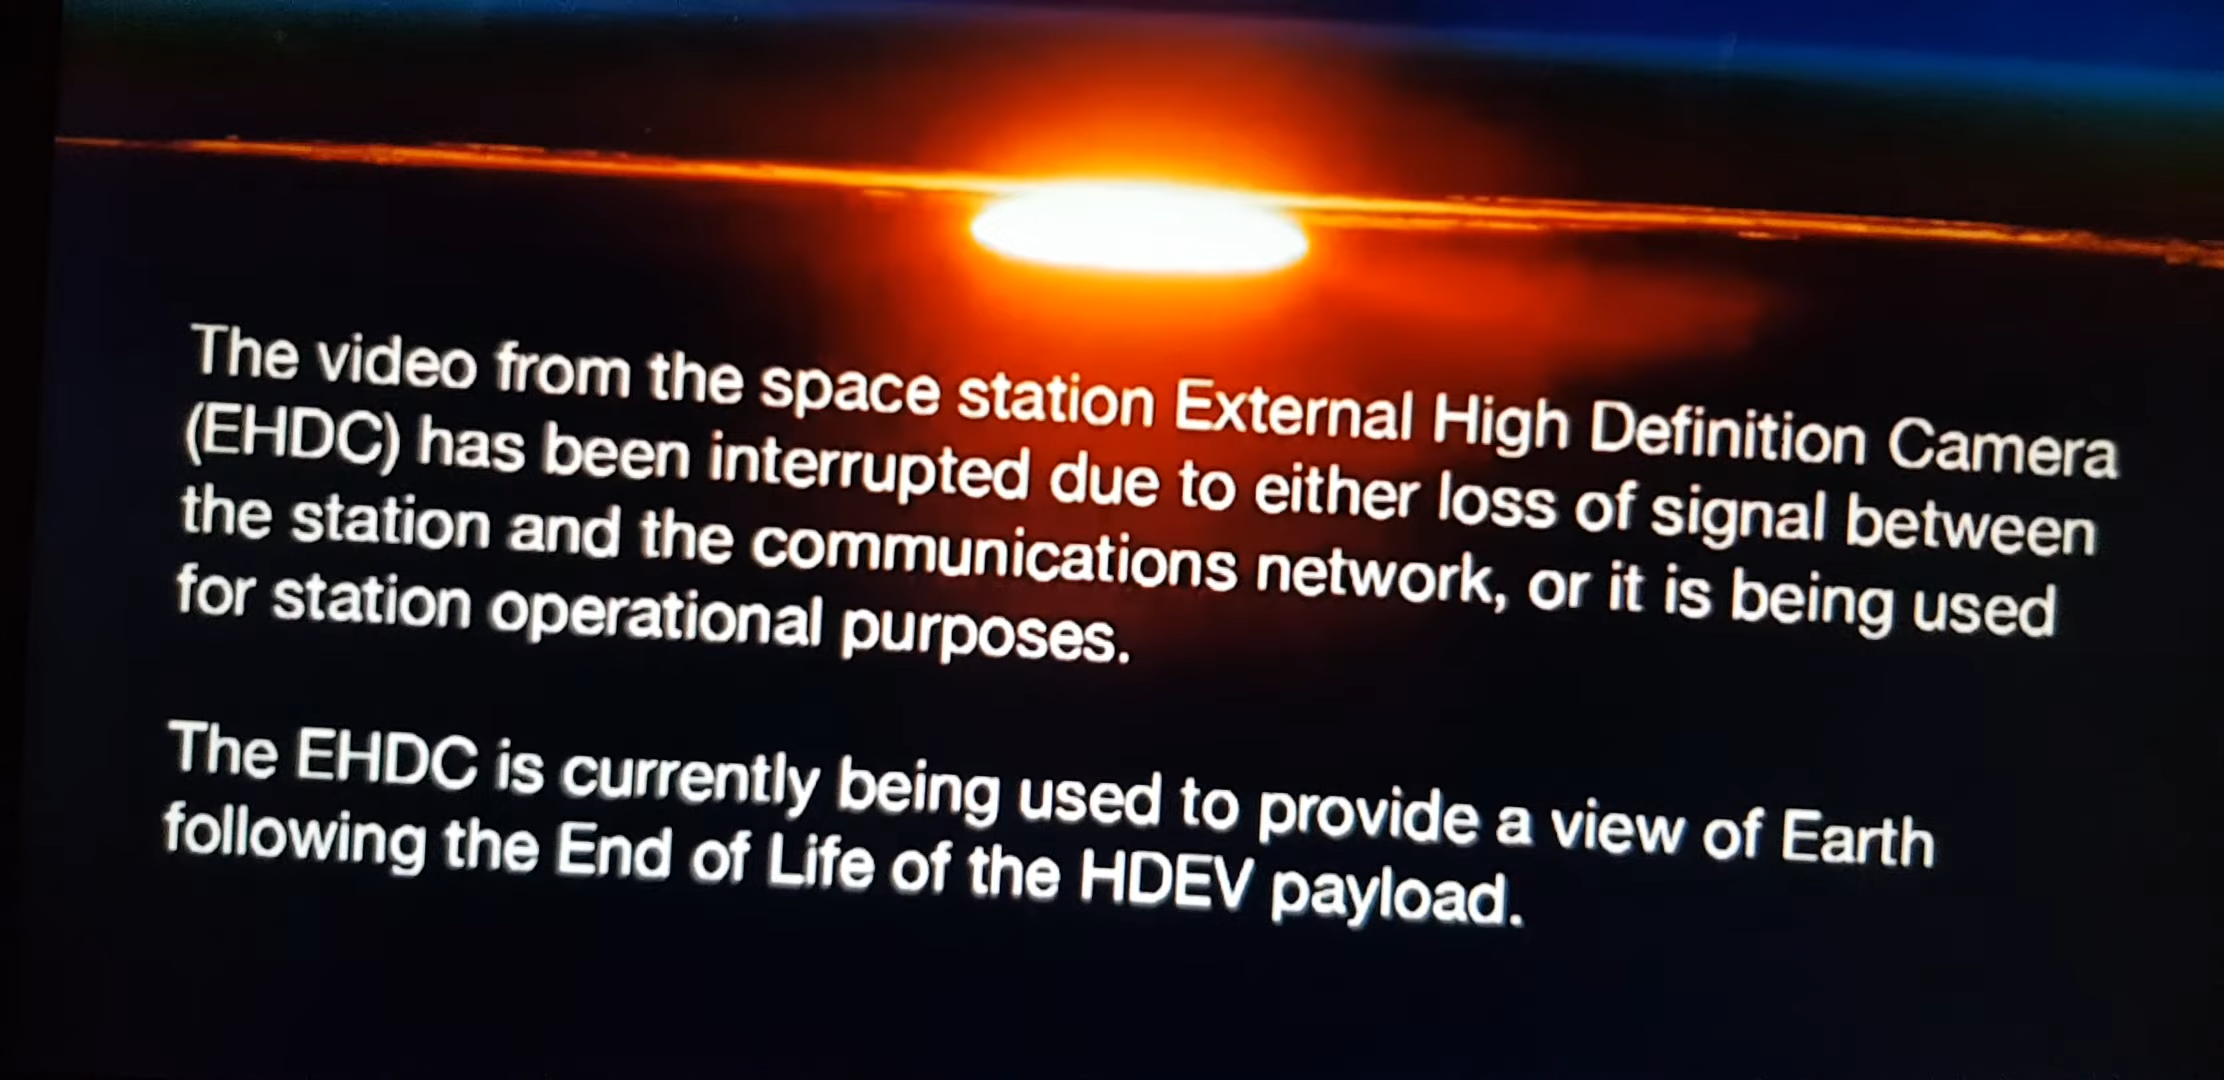 The video from the space station External High Definition Camera
(EHDC) has been interrupted due to either loss of signal between
the station and the communications network, or it is being used
for station operational purposes.
The EHDC is currently being used to provide a view of Earth
following the End of Life of the HDEV payload.